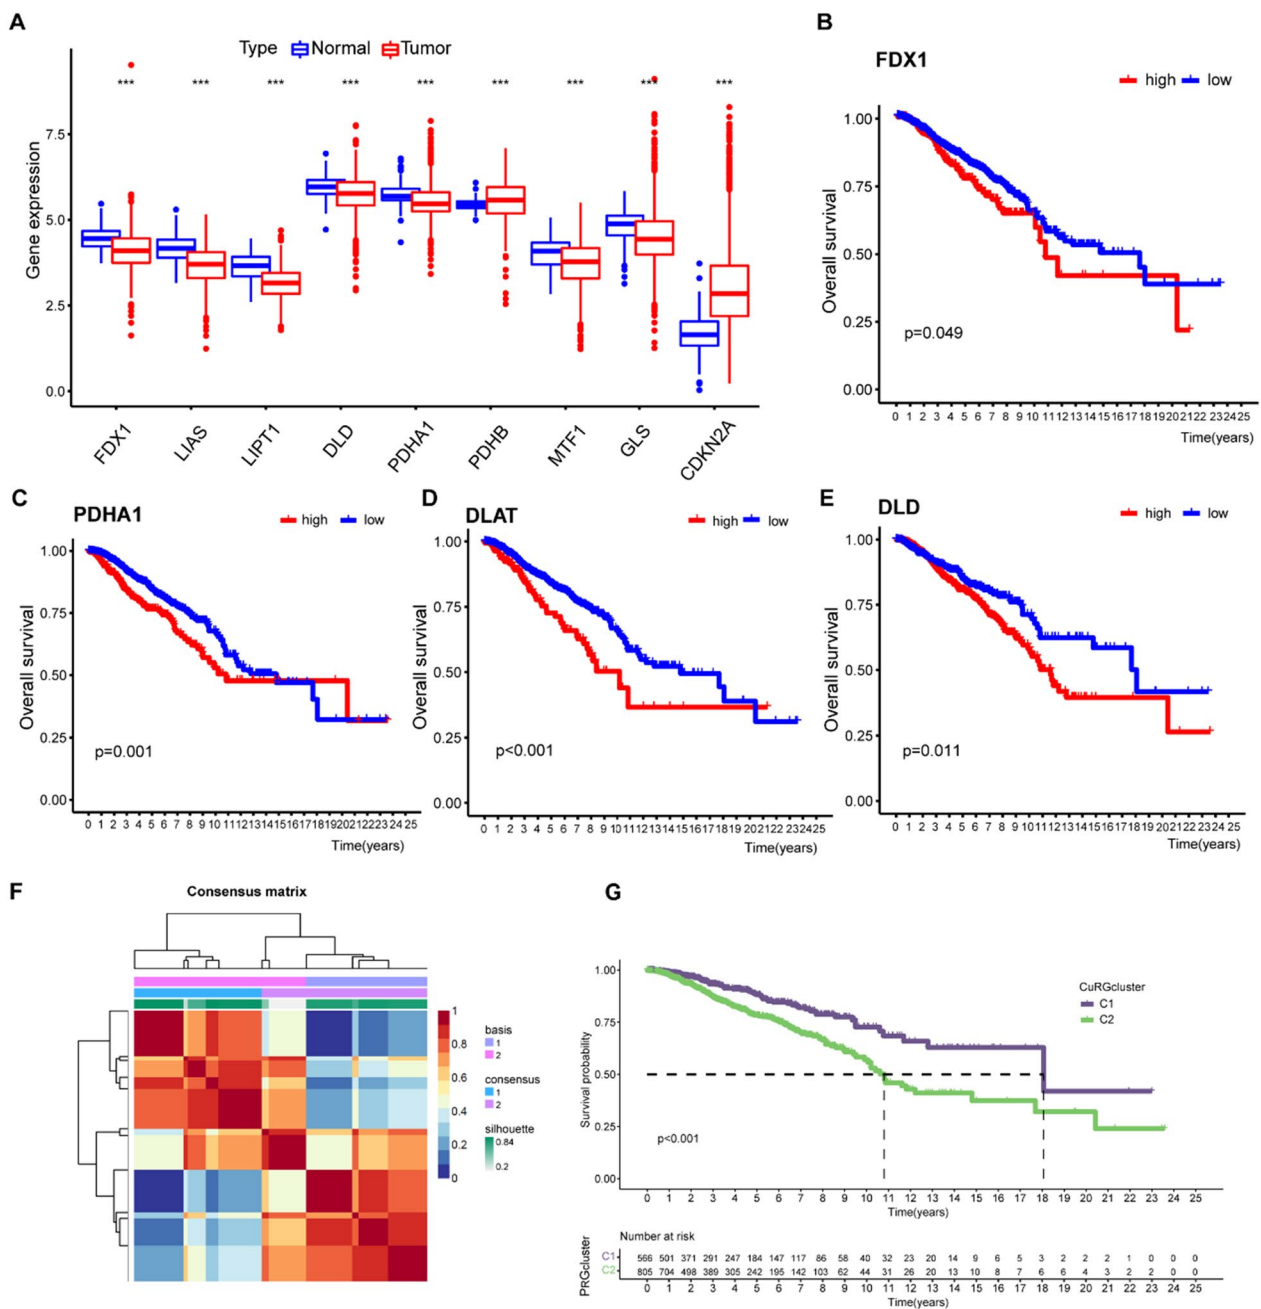 A
Type Normal Tumor
*** *** *** *** *** *** *** *** ***
Gene expression
7.5
5.0
2.5
0.0
FDX1 LIAS LIPT1 DLD PDHA1 PDHB MTF1 GLS CDKN2A
B
FDX1
high low
Overall survival
1.00
0.75
0.50
0.25
0.00
p=0.049
0 1 2 3 4 5 6 7 8 9 10 11 12 13 14 15 16 17 18 19 20 21 22 23 24 25
Time(years)
C
PDHA1
high low
Overall survival
1.00
0.75
0.50
0.25
0.00
p=0.001
0 1 2 3 4 5 6 7 8 9 10 11 12 13 14 15 16 17 18 19 20 21 22 23 24 25
Time(years)
D
DLAT
high low
Overall survival
1.00
0.75
0.50
0.25
0.00
p<0.001
0 1 2 3 4 5 6 7 8 9 10 11 12 13 14 15 16 17 18 19 20 21 22 23 24 25
Time(years)
E
DLD
high low
Overall survival
1.00
0.75
0.50
0.25
0.00
p=0.011
0 1 2 3 4 5 6 7 8 9 10 11 12 13 14 15 16 17 18 19 20 21 22 23 24 25
Time(years)
F
Consensus matrix
1
0.8
0.6
0.4
0.2
0
basis
1
2
consensus
1
2
silhouette
0.84
0.2
G
CuRGcluster
C1
C2
Survival probability
1.00
0.75
0.50
0.25
0.00
p<0.001
0 1 2 3 4 5 6 7 8 9 10 11 12 13 14 15 16 17 18 19 20 21 22 23 24 25
Time(years)
Number at risk
PRGcluster
C1 566 501 371 291 247 184 147 117 86 58 40 32 23 20 14 9 6 5 3 2 2 2 1 0 0 0
C2 805 704 498 389 305 242 195 142 103 62 44 31 26 20 13 10 8 7 6 6 4 3 2 2 0 0
0 1 2 3 4 5 6 7 8 9 10 11 12 13 14 15 16 17 18 19 20 21 22 23 24 25
Time(years)